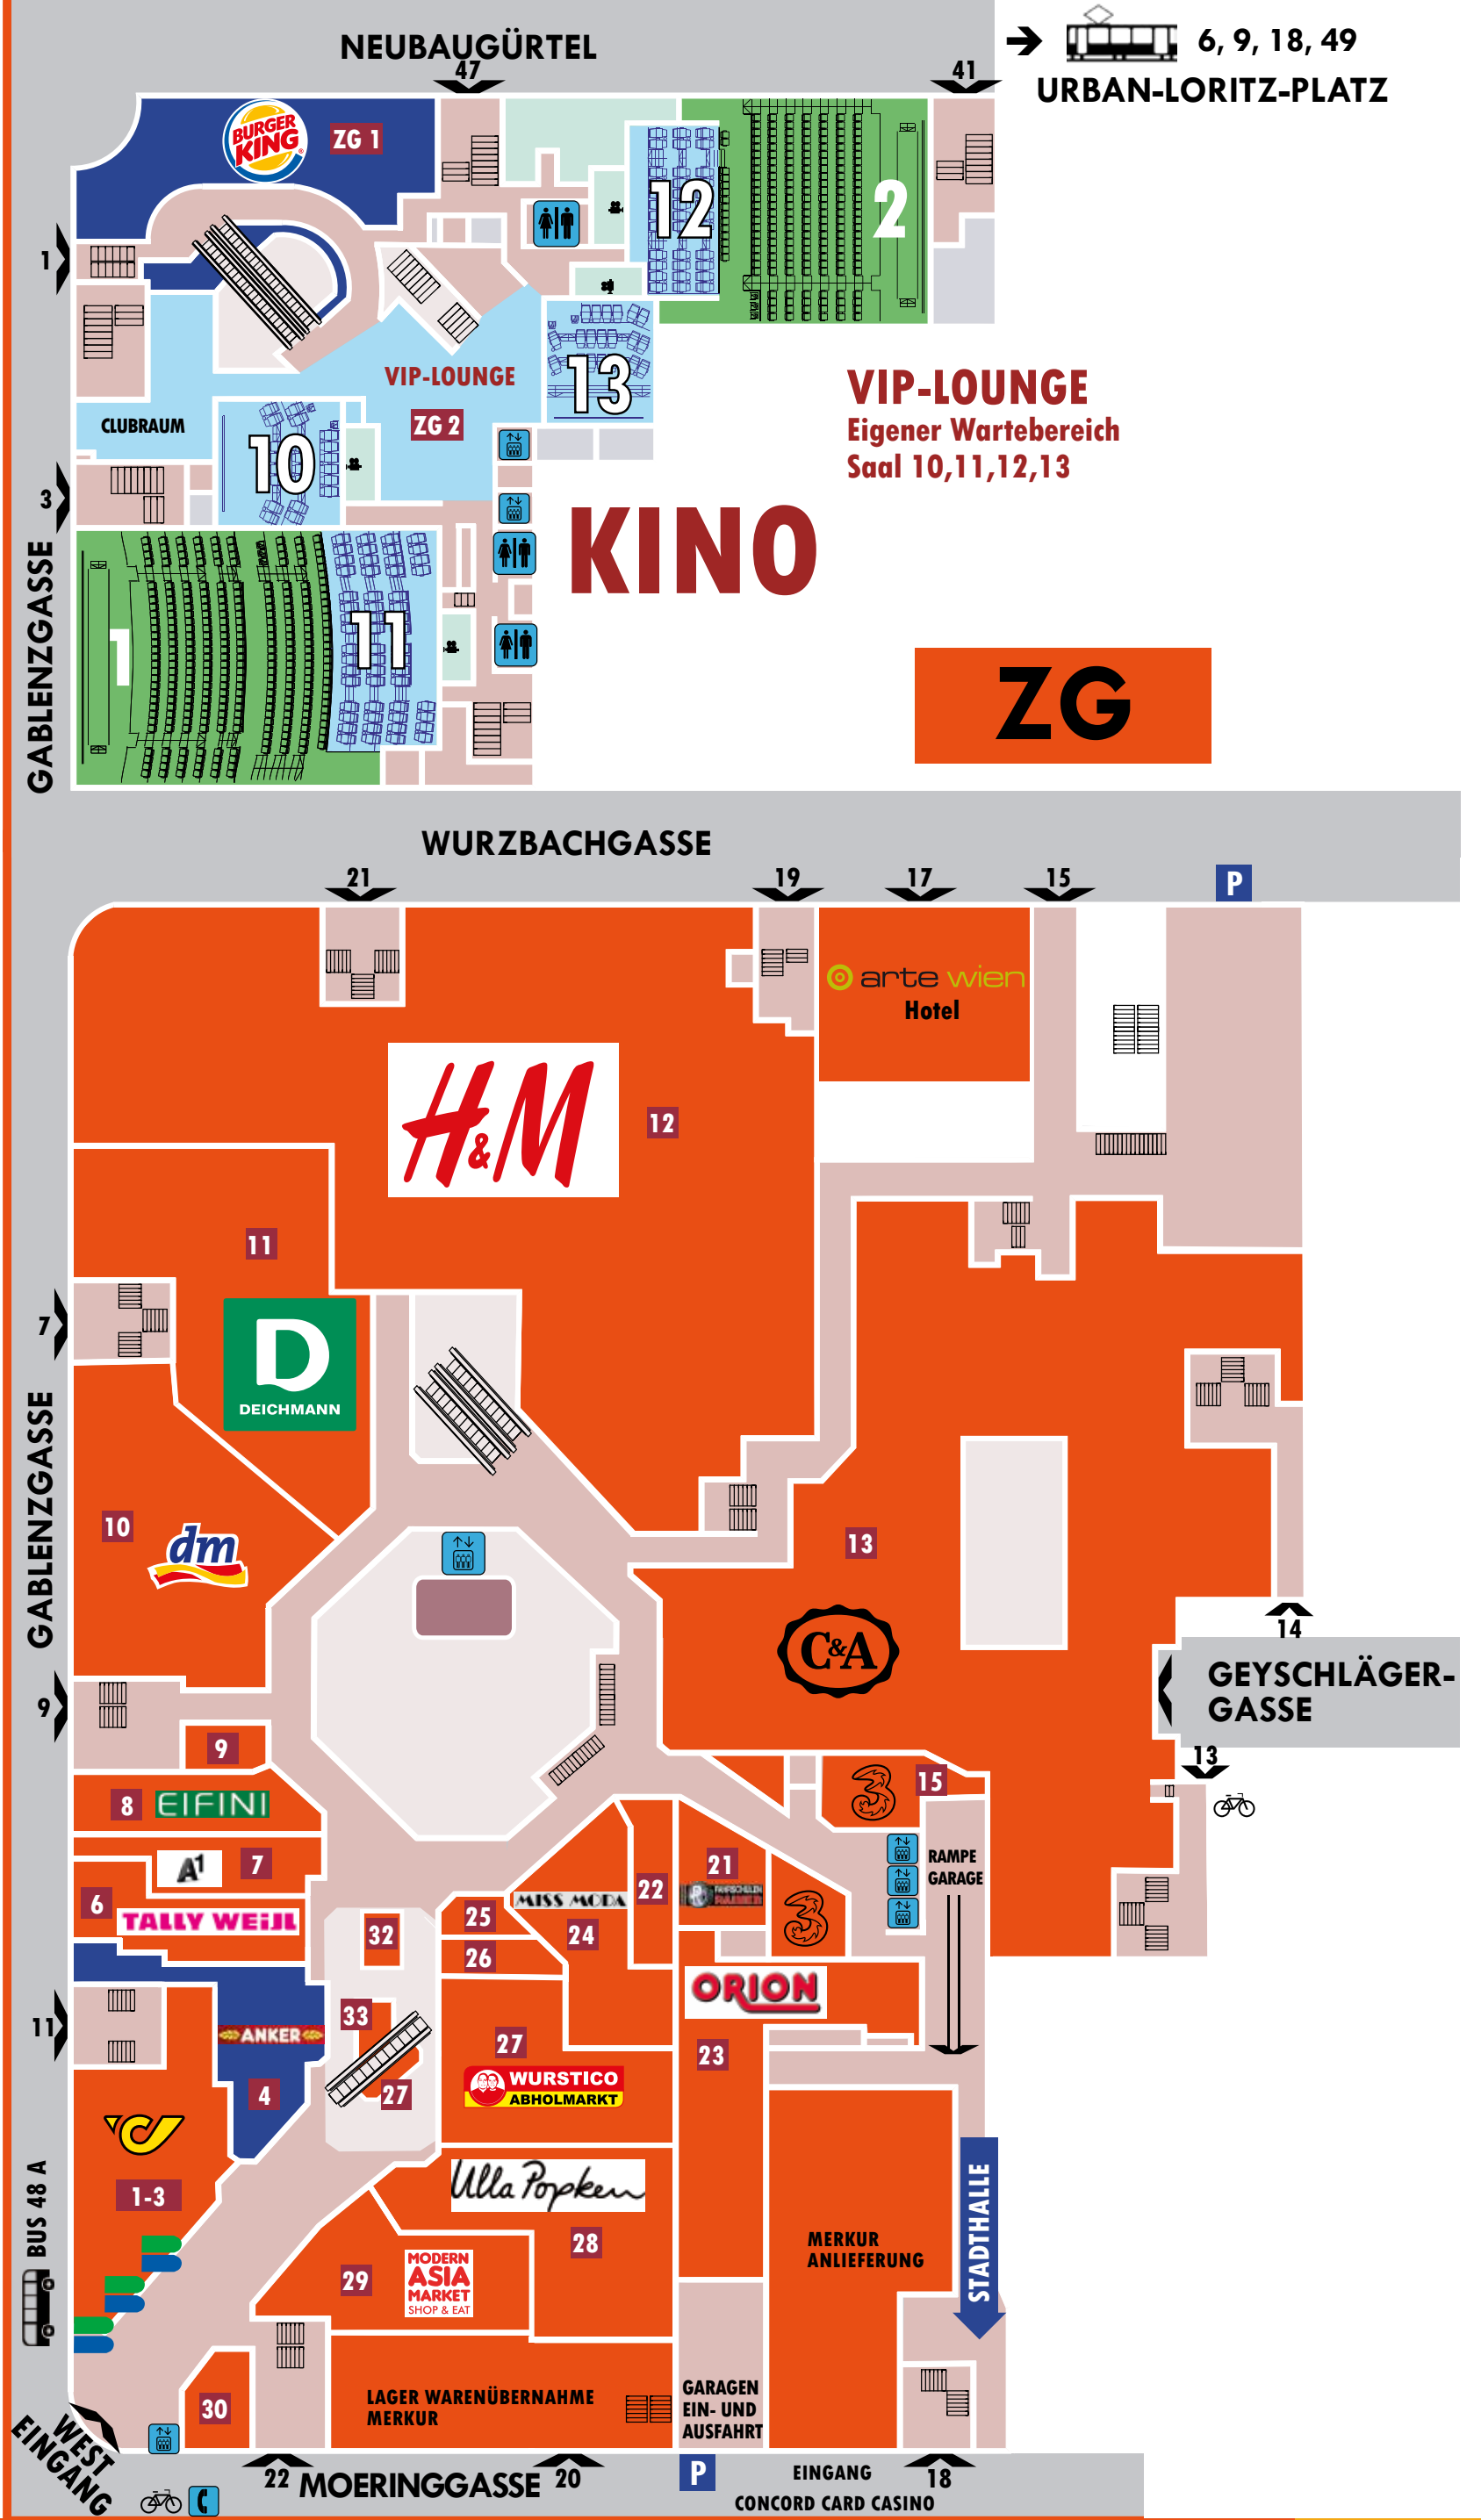 NEUBAUGÜRTEL
47
41
6, 9, 18, 49
URBAN-LORITZ-PLATZ
BURGER
KING
ZG 1
12
2
1
13
VIP-LOUNGE
ZG 2
CLUBRAUM
10
VIP-LOUNGE
Eigener Wartebereich
Saal 10,11,12,13
3
KINO
GABLENZGASSE
1
11
ZG
WURZBACHGASSE
21
19
17
15
P
arte wien
Hotel
H&M
12
11
7
D
DEICHMANN
GABLENZGASSE
10
dm
13
C&A
14
GEYSCHLÄGER-
GASSE
13
9
9
8
EIFINI
15
3
A1
7
6
TALLY WEiJL
RAMPE
GARAGE
21
22
3
MISS MODA
24
25
26
32
33
27
ORION
23
11
ANKER
4
27
WURSTICO
ABHOLMARKT
1-3
Ulla Popken
28
29
MODERN
ASIA
MARKET
SHOP & EAT
MERKUR
ANLIEFERUNG
STADTHALLE
BUS 48 A
30
LAGER WARENÜBERNAHME
MERKUR
GARAGEN
EIN- UND
AUSFAHRT
WEST
EINGANG
22
MOERINGGASSE
20
P
EINGANG
CONCORD CARD CASINO
18